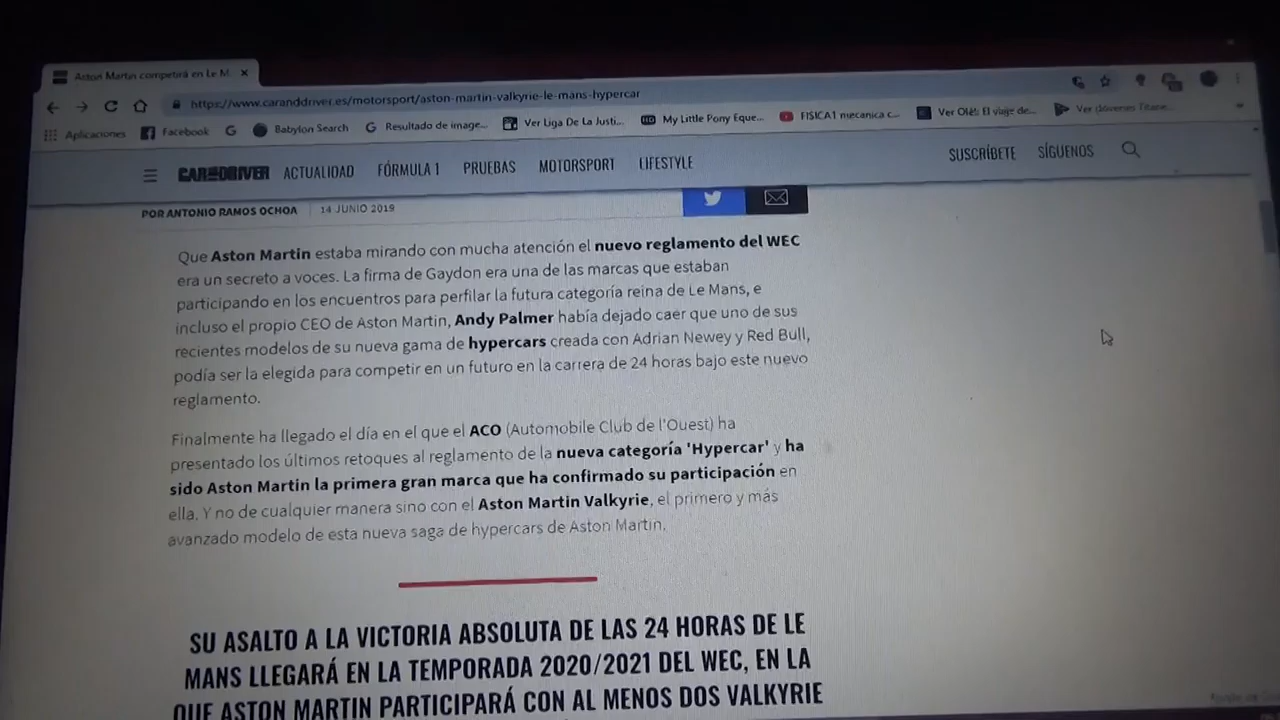 Aston Martin competirá en Le M
https://www.caranddriver.es/motorsport/aston-martin-valkyrie-le-mans-hypercar
Aplicaciones Facebook Babylon Search Resultado de image... Ver Liga De La Justi... My Little Pony Eque... FISICA1 mecanica c... Ver Olé!: El viaje de... Ver Jóvenes Titane...
CAR AND DRIVER ACTUALIDAD FÓRMULA 1 PRUEBAS MOTORSPORT LIFESTYLE SUSCRÍBETE SÍGUENOS
POR ANTONIO RAMOS OCHOA | 14 JUNIO 2019
Que Aston Martin estaba mirando con mucha atención el nuevo reglamento del WEC
era un secreto a voces. La firma de Gaydon era una de las marcas que estaban
participando en los encuentros para perfilar la futura categoría reina de Le Mans, e
incluso el propio CEO de Aston Martin, Andy Palmer había dejado caer que uno de sus
recientes modelos de su nueva gama de hypercars creada con Adrian Newey y Red Bull,
podía ser la elegida para competir en un futuro en la carrera de 24 horas bajo este nuevo
reglamento.
Finalmente ha llegado el día en el que el ACO (Automobile Club de l'Ouest) ha
presentado los últimos retoques al reglamento de la nueva categoría 'Hypercar' y ha
sido Aston Martin la primera gran marca que ha confirmado su participación en
ella. Y no de cualquier manera sino con el Aston Martin Valkyrie, el primero y más
avanzado modelo de esta nueva saga de hypercars de Aston Martin.
SU ASALTO A LA VICTORIA ABSOLUTA DE LAS 24 HORAS DE LE
MANS LLEGARÁ EN LA TEMPORADA 2020/2021 DEL WEC, EN LA
QUE ASTON MARTIN PARTICIPARÁ CON AL MENOS DOS VALKYRIE